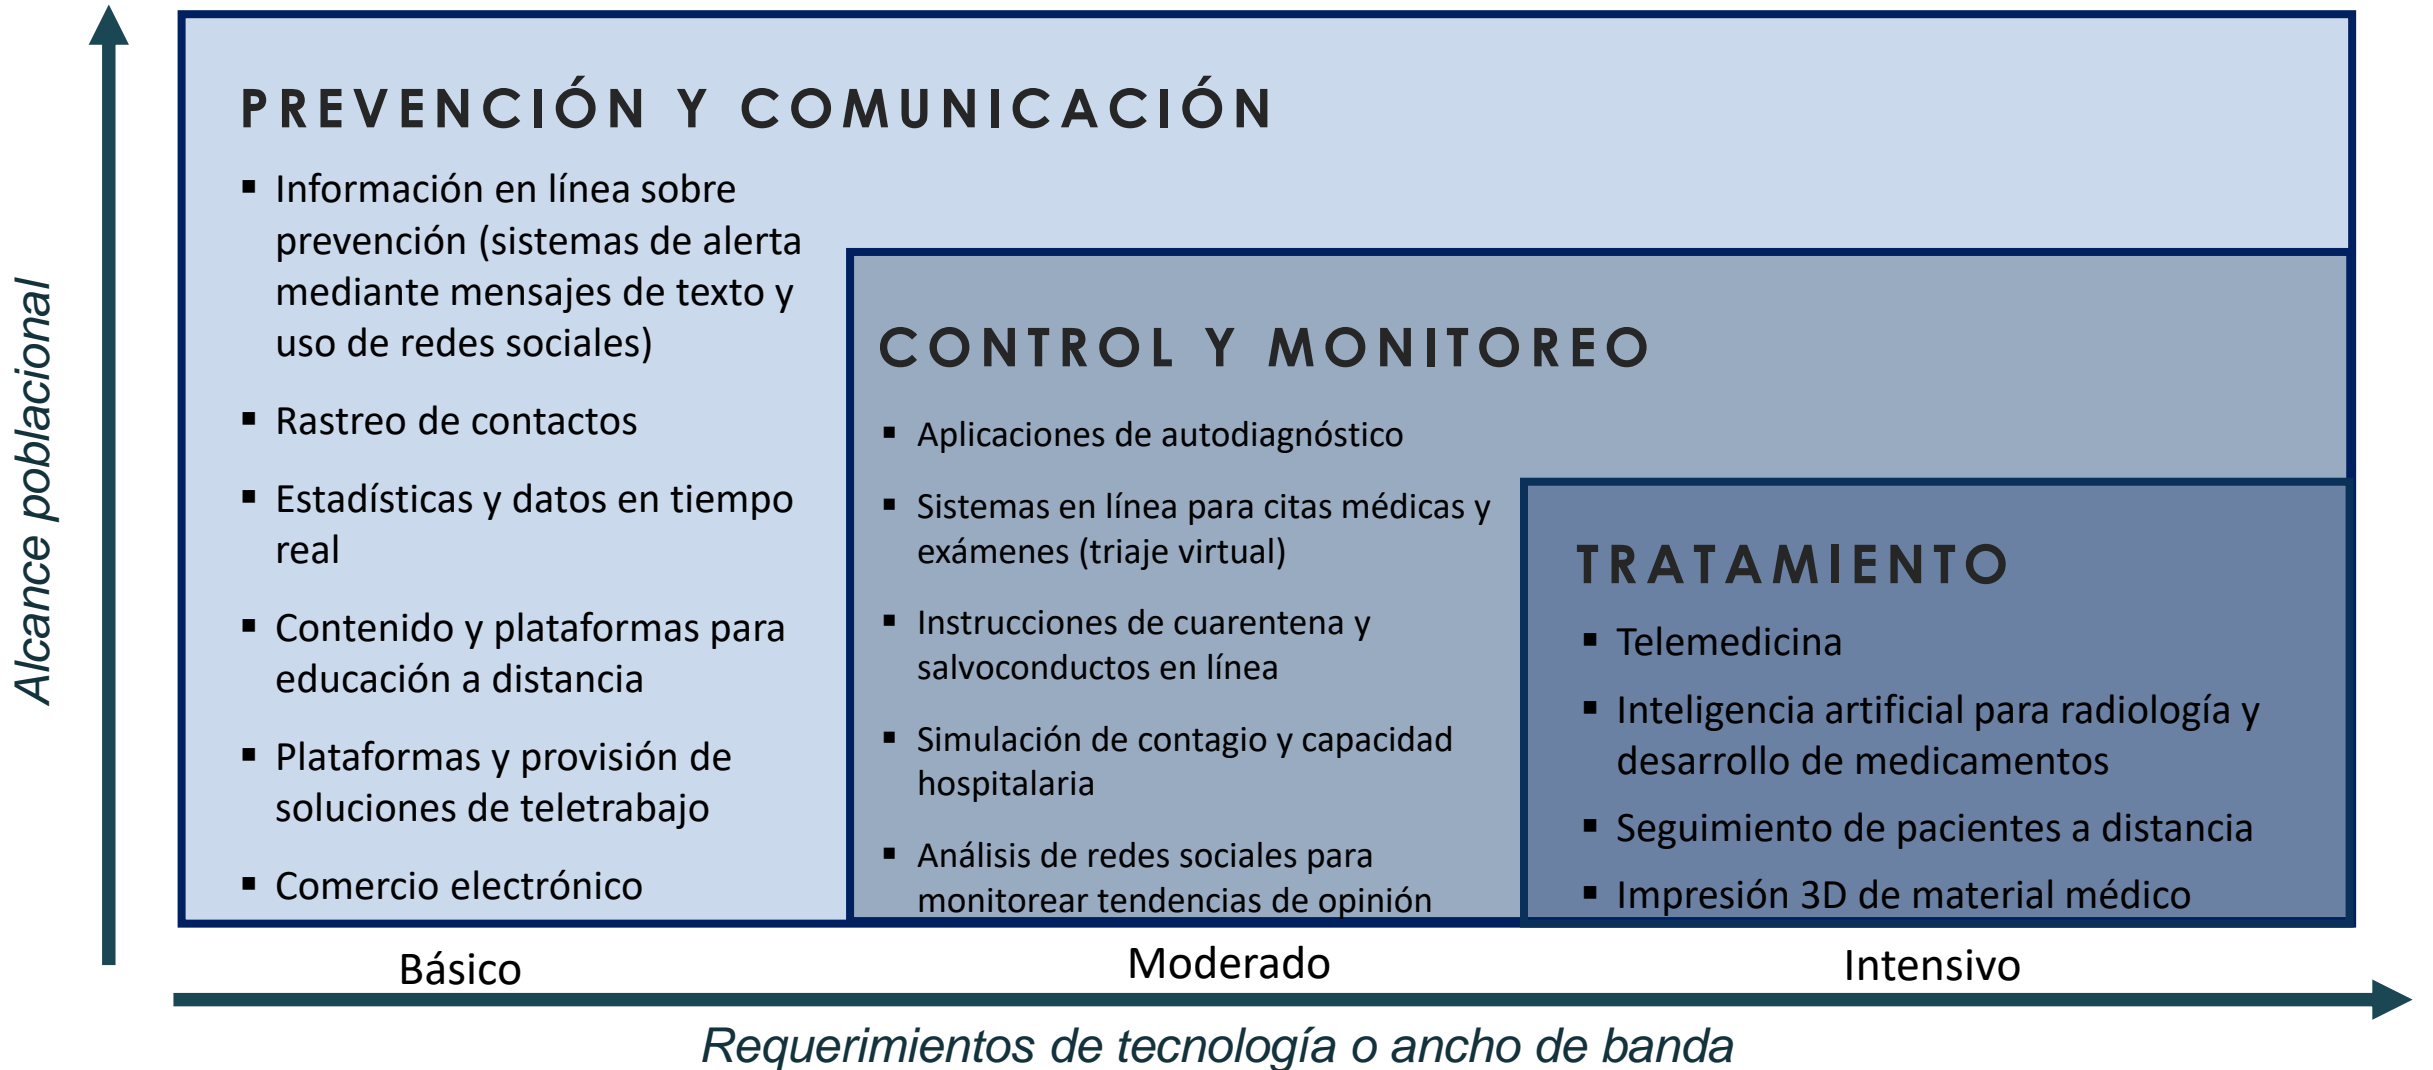 Alcance poblacional
PREVENCIÓN Y COMUNICACIÓN
▪ Información en línea sobre
prevención (sistemas de alerta
mediante mensajes de texto y
uso de redes sociales)
▪ Rastreo de contactos
▪ Estadísticas y datos en tiempo
real
▪ Contenido y plataformas para
educación a distancia
▪ Plataformas y provisión de
soluciones de teletrabajo
▪ Comercio electrónico
CONTROL Y MONITOREO
▪ Aplicaciones de autodiagnóstico
▪ Sistemas en línea para citas médicas y
exámenes (triaje virtual)
▪ Instrucciones de cuarentena y
salvoconductos en línea
▪ Simulación de contagio y capacidad
hospitalaria
▪ Análisis de redes sociales para
monitorear tendencias de opinión
TRATAMIENTO
▪ Telemedicina
▪ Inteligencia artificial para radiología y
desarrollo de medicamentos
▪ Seguimiento de pacientes a distancia
▪ Impresión 3D de material médico
Básico
Moderado
Intensivo
Requerimientos de tecnología o ancho de banda